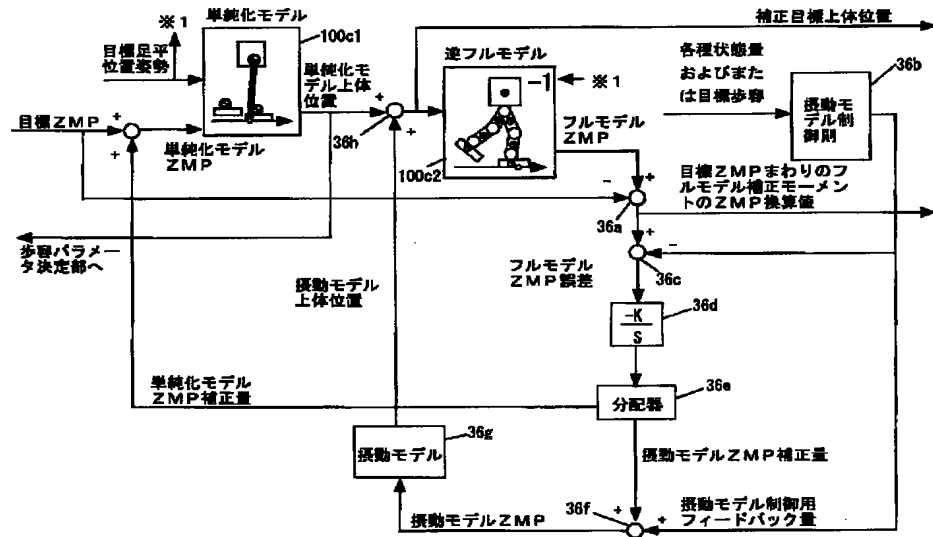 ※1
単純化モデル
100c1
目標足平
位置姿勢
単純化モ
デル上体
位置
目標ZMP
+
+
単純化モデル
ZMP
+
+
36h
補正目標上体位置
逆フルモデル
-1
※1
100c2
フルモデル
ZMP
各種状態量
およびまた
は目標歩容
36b
摂動モ
デル制
御則
-
+
36a
目標ZMPまわりのフ
ルモデル補正モーメント
のZMP換算値
歩容パラメー
タ決定部へ
摂動モデル
上体位置
フルモデル
ZMP誤差
+
-
36c
-K
S
36d
分配器
36e
単純化モデル
ZMP補正量
摂動モデル
36g
摂動モデルZMP補正量
摂動モデルZMP
+
36f
+
摂動モデル制御用
フィードバック量